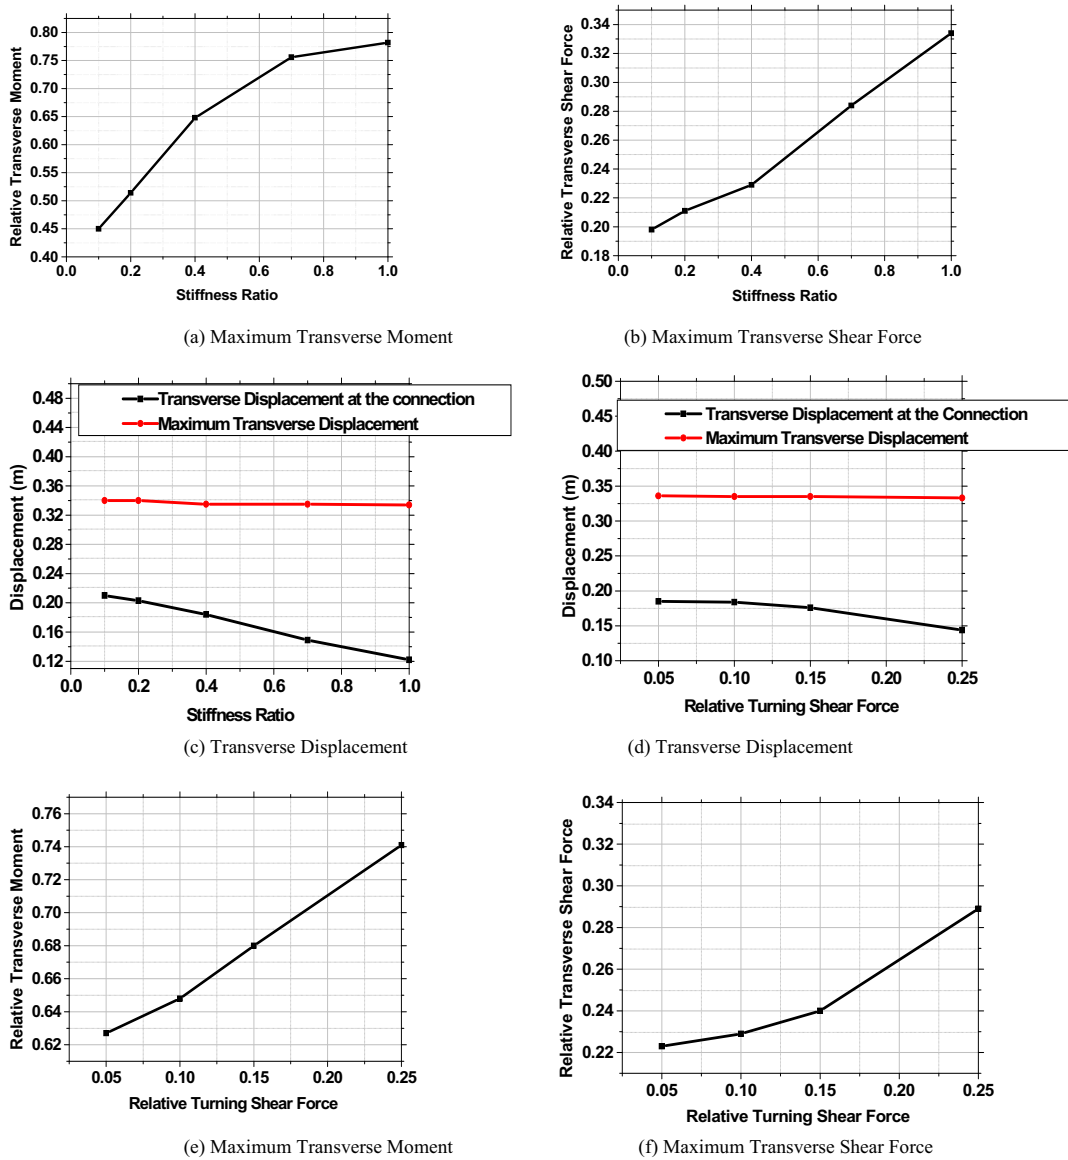 0.80
0.75
0.70
0.65
0.60
0.55
0.50
0.45
0.40
0.0 0.2 0.4 0.6 0.8 1.0
Relative Transverse Moment
Stiffness Ratio
(a) Maximum Transverse Moment
0.34
0.32
0.30
0.28
0.26
0.24
0.22
0.20
0.18
0.0 0.2 0.4 0.6 0.8 1.0
Relative Transverse Shear Force
Stiffness Ratio
(b) Maximum Transverse Shear Force
Transverse Displacement at the connection
Maximum Transverse Displacement
0.48
0.44
0.40
0.36
0.32
0.28
0.24
0.20
0.16
0.12
0.0 0.2 0.4 0.6 0.8 1.0
Displacement (m)
Stiffness Ratio
(c) Transverse Displacement
Transverse Displacement at the Connection
Maximum Transverse Displacement
0.50
0.45
0.40
0.35
0.30
0.25
0.20
0.15
0.10
0.05 0.10 0.15 0.20 0.25
Displacement (m)
Relative Turning Shear Force
(d) Transverse Displacement
0.76
0.74
0.72
0.70
0.68
0.66
0.64
0.62
0.05 0.10 0.15 0.20 0.25
Relative Transverse Moment
Relative Turning Shear Force
(e) Maximum Transverse Moment
0.34
0.32
0.30
0.28
0.26
0.24
0.22
0.05 0.10 0.15 0.20 0.25
Relative Transverse Shear Force
Relative Turning Shear Force
(f) Maximum Transverse Shear Force